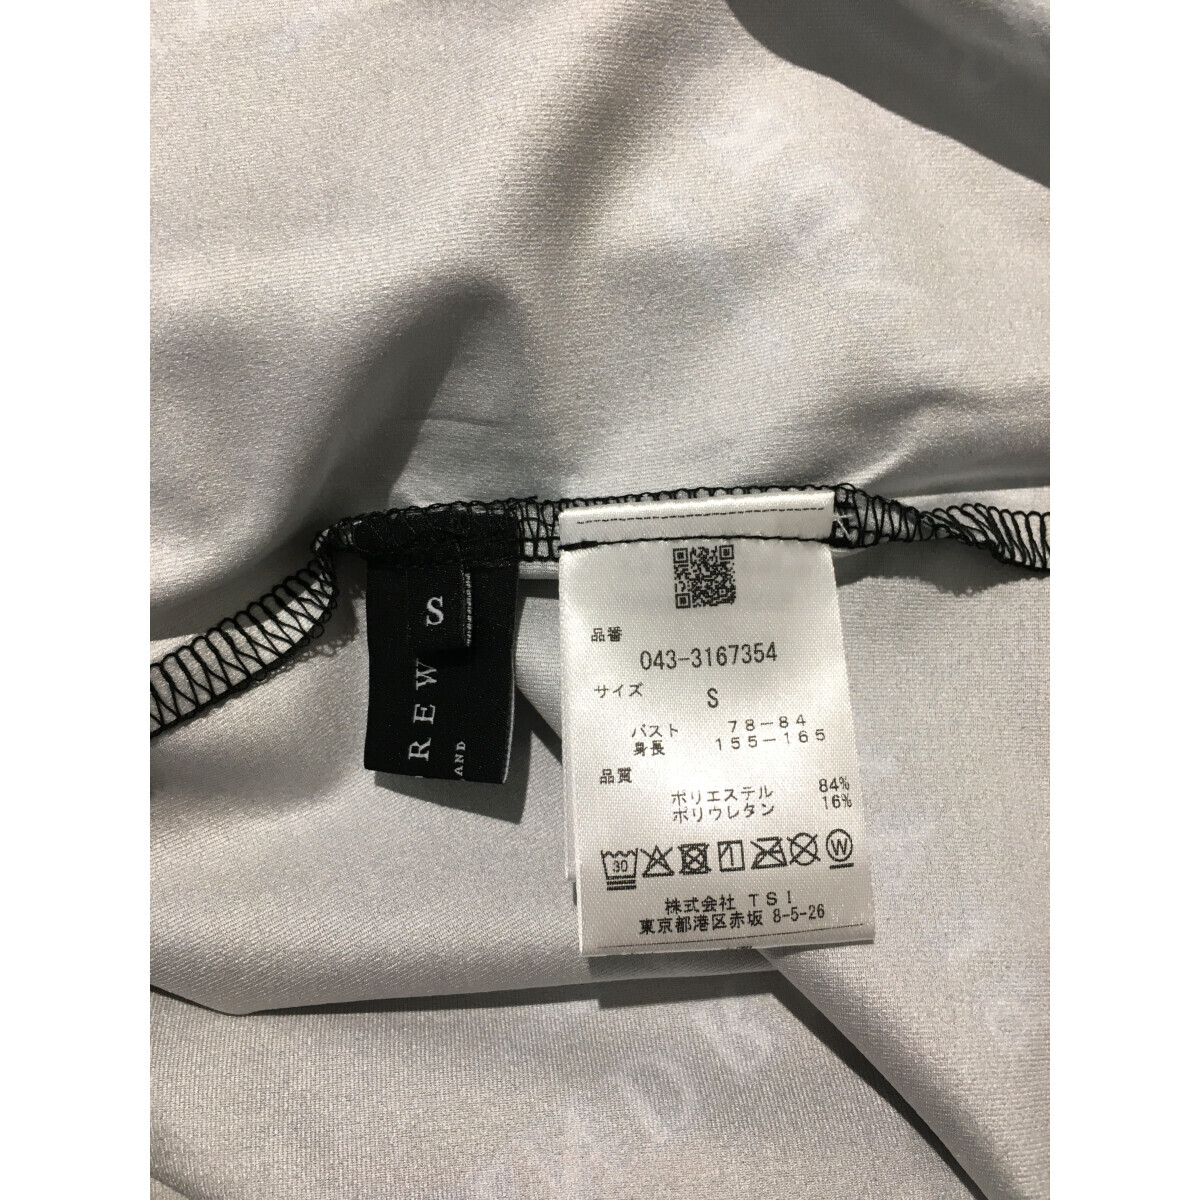 S
REW
AND
品番
043-3167354
サイズ
S
バスト 78-84
身長 155-165
品質
ポリエステル 84%
ポリウレタン 16%
30
W
株式会社 TSI
東京都港区赤坂 8-5-26